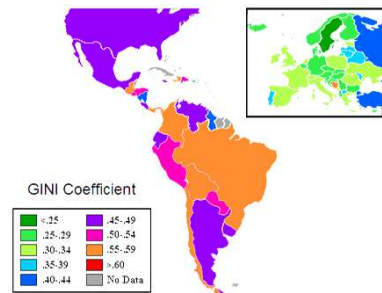 GINI Coefficient
<.25 .45-.49
.25-.29 .50-.54
.30-.34 .55-.59
.35-39 >.60
.40-.44 No Data